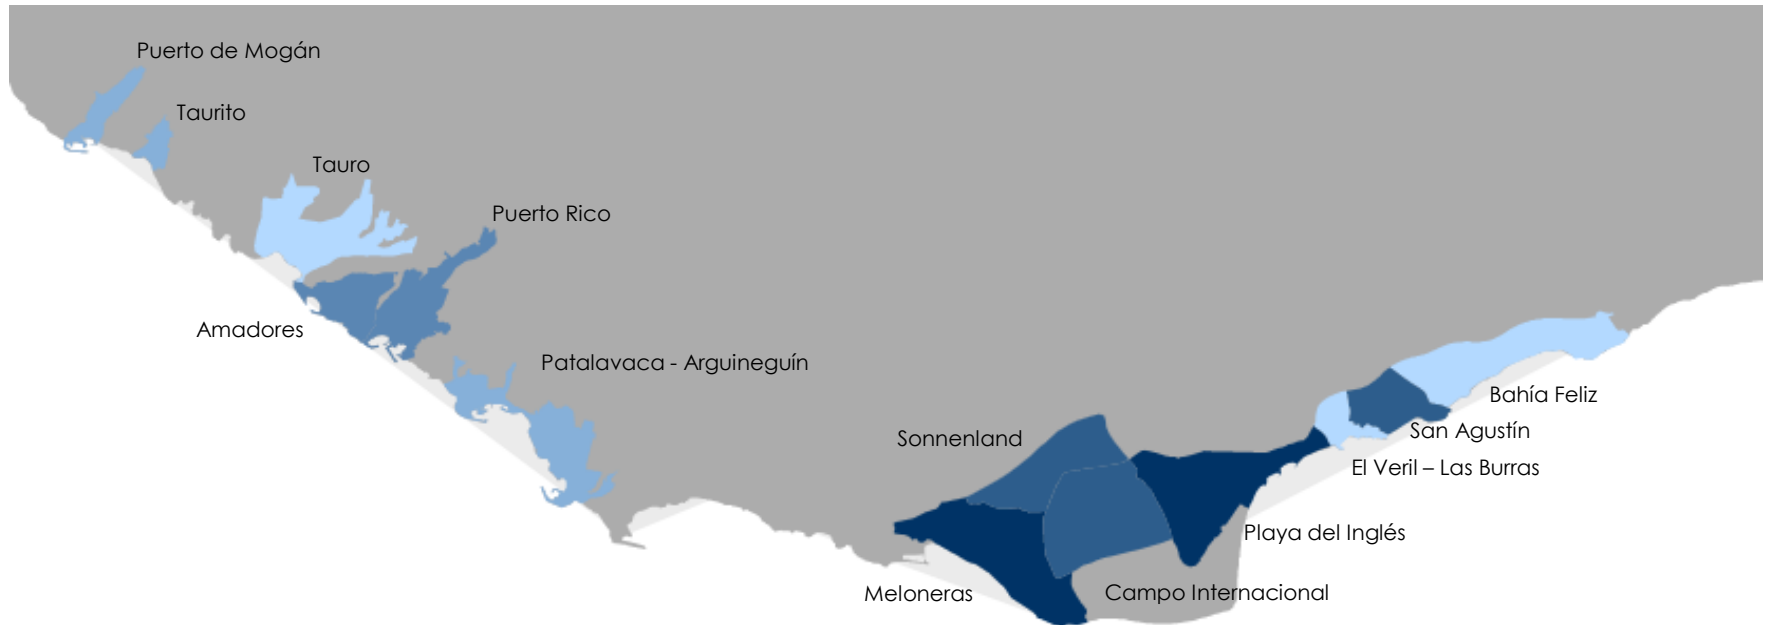 Puerto de Mogán
Taurito
Tauro
Puerto Rico
Amadores
Patalavaca - Arguineguín
Bahía Feliz
Sonnenland
San Agustín
El Veril – Las Burras
Playa del Inglés
Meloneras
Campo Internacional